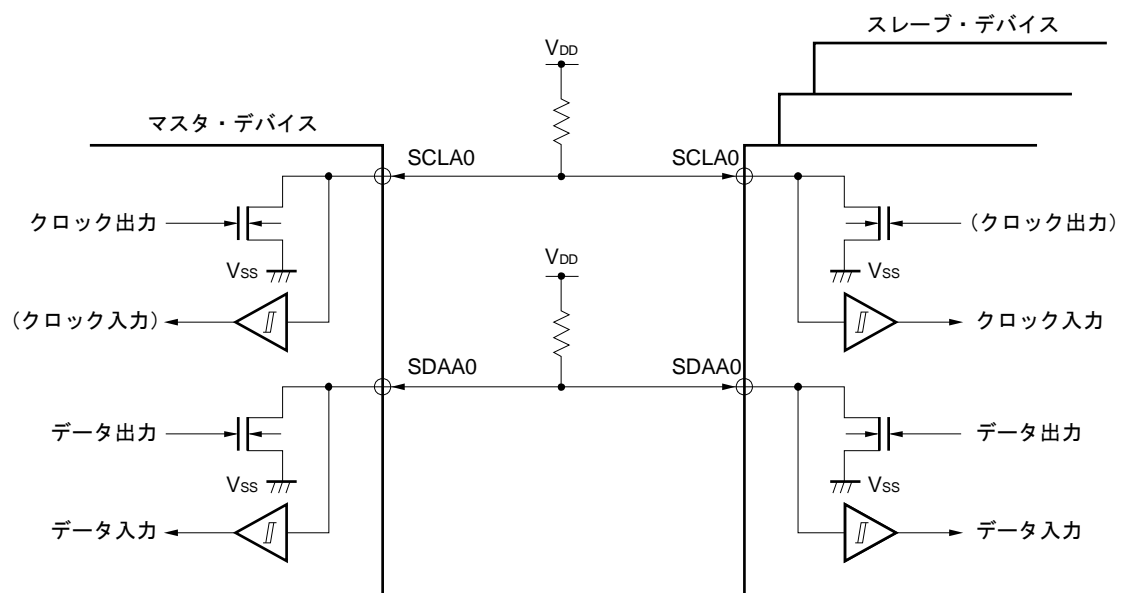 スレーブ・デバイス
VDD
マスタ・デバイス
SCLA0
SCLA0
クロック出力
(クロック出力)
VSS
VSS
(クロック入力)
クロック入力
VDD
SDAA0
SDAA0
データ出力
データ出力
VSS
VSS
データ入力
データ入力